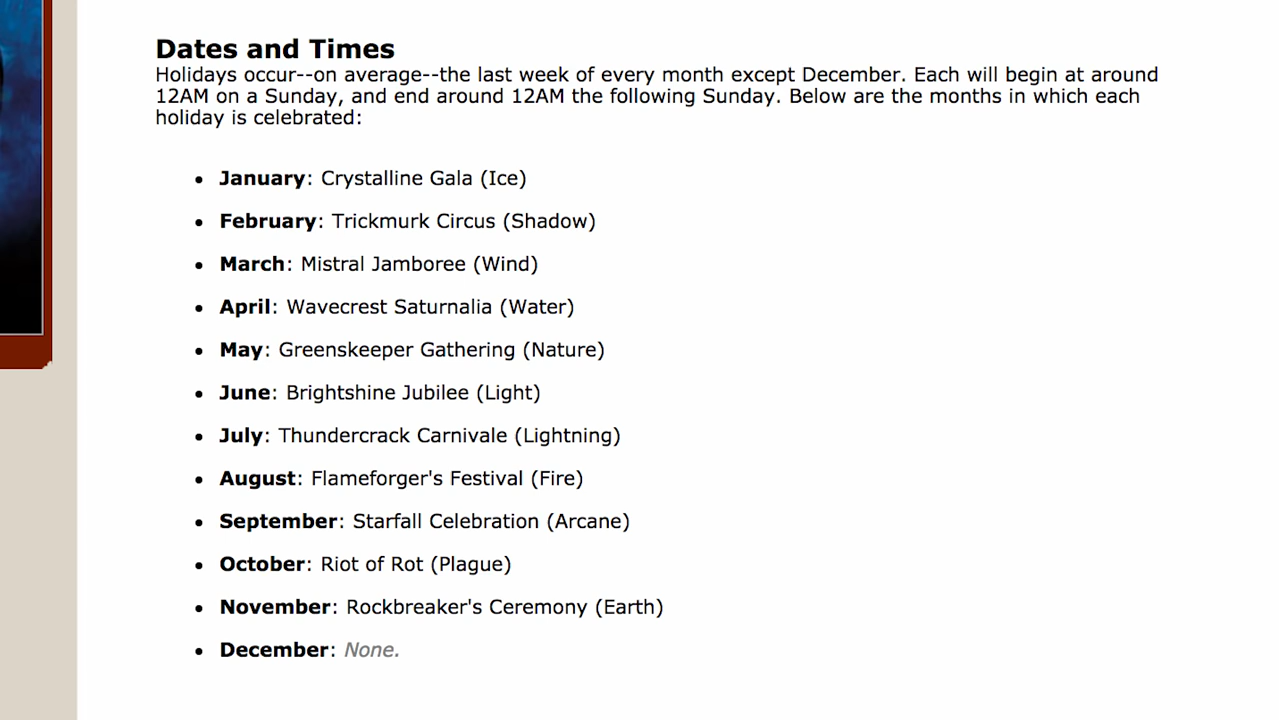 Dates and Times
Holidays occur--on average--the last week of every month except December. Each will begin at around
12AM on a Sunday, and end around 12AM the following Sunday. Below are the months in which each
holiday is celebrated:
• January: Crystalline Gala (Ice)
• February: Trickmurk Circus (Shadow)
• March: Mistral Jamboree (Wind)
• April: Wavecrest Saturnalia (Water)
• May: Greenskeeper Gathering (Nature)
• June: Brightshine Jubilee (Light)
• July: Thundercrack Carnivale (Lightning)
• August: Flameforger's Festival (Fire)
• September: Starfall Celebration (Arcane)
• October: Riot of Rot (Plague)
• November: Rockbreaker's Ceremony (Earth)
• December: None.